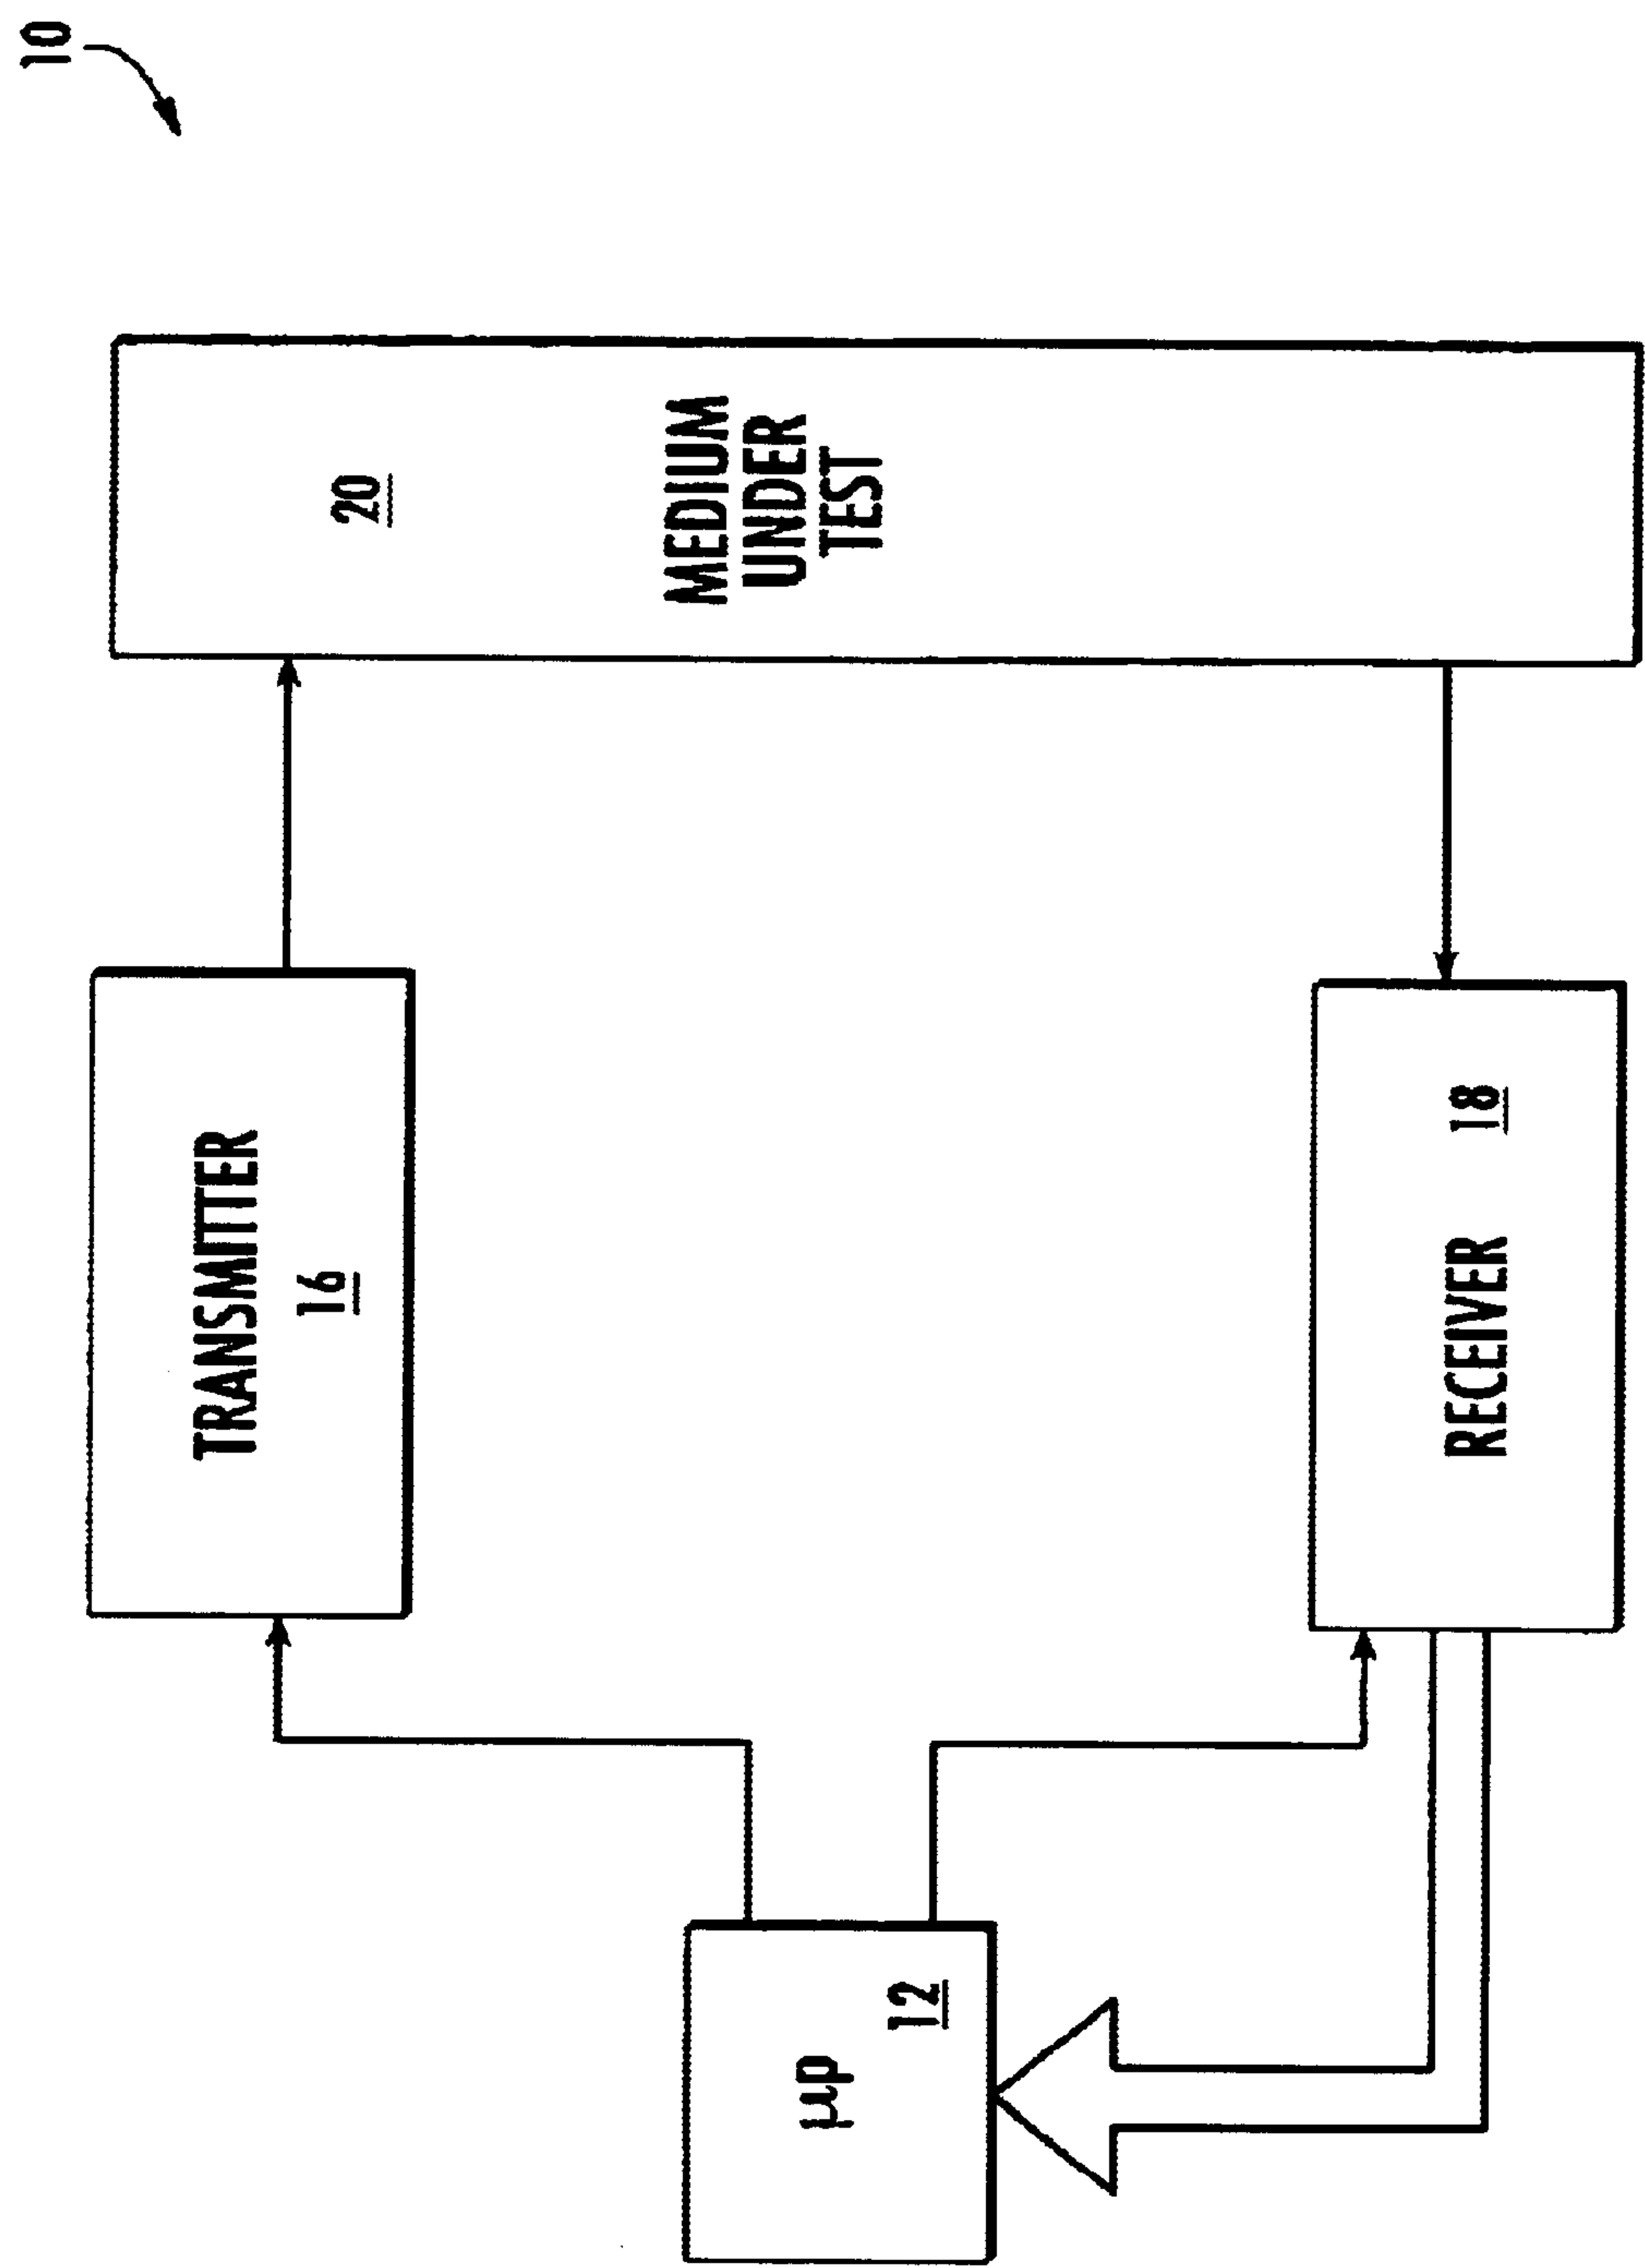 10
TRANSMITTER
16
20
MEDIUM
UNDER
TEST
μp
12
RECEIVER 18